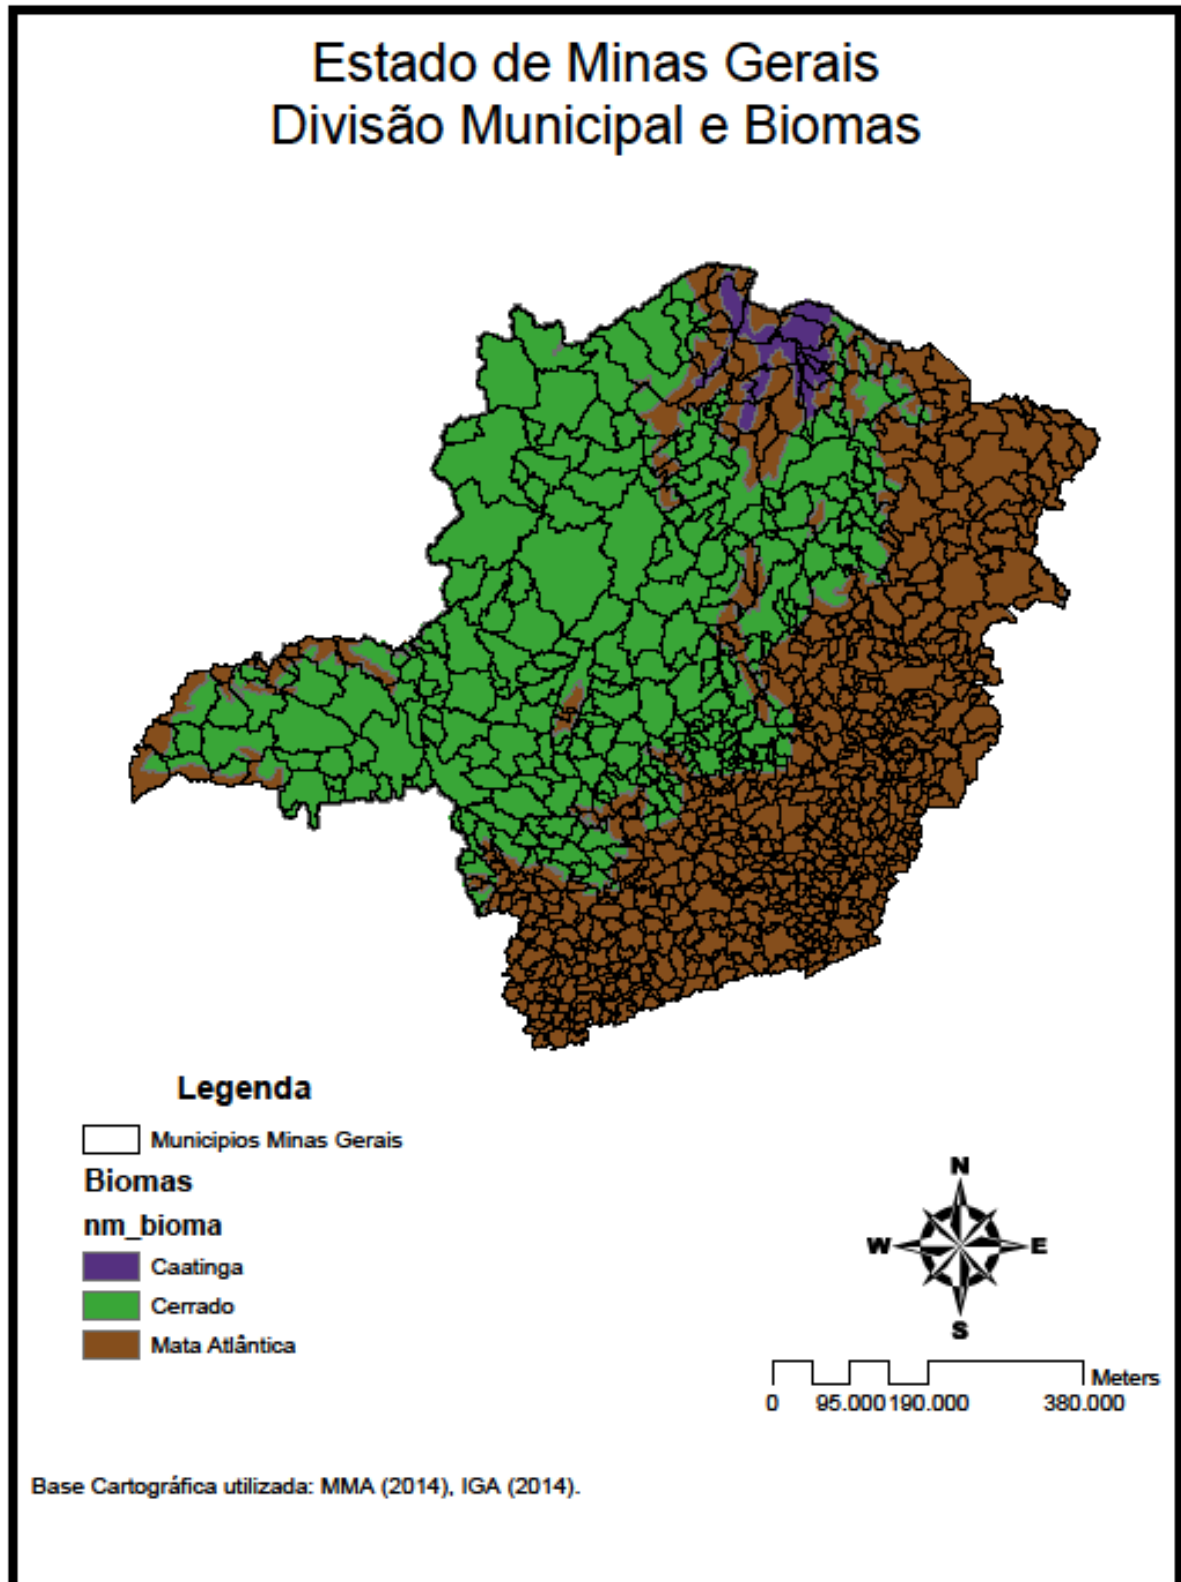 Estado de Minas Gerais
Divisão Municipal e Biomas
Legenda
Municipios Minas Gerais
Biomas
nm_bioma
Caatinga
Cerrado
Mata Atlântica
N
W
E
S
Meters
0 95.000 190.000 380.000
Base Cartográfica utilizada: MMA (2014), IGA (2014).